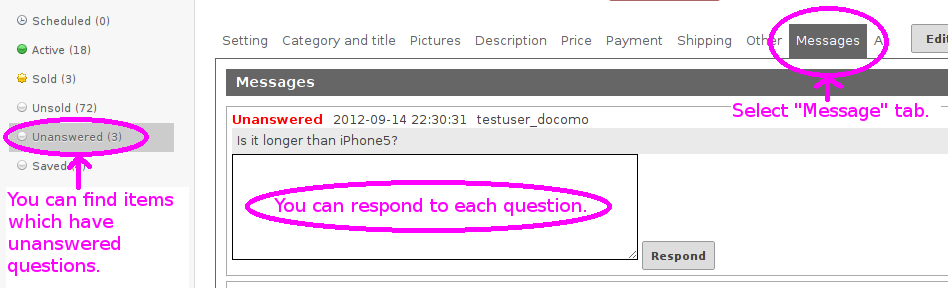 Scheduled (0)
Active (18)
Sold (3)
Unsold (72)
Unanswered (3)
Saved
You can find items
which have
unanswered
questions.
Setting Category and title Pictures Description Price Payment Shipping Other Messages A Edit
Messages
Select "Message" tab.
Unanswered 2012-09-14 22:30:31 testuser_docomo
Is it longer than iPhone5?
You can respond to each question.
Respond